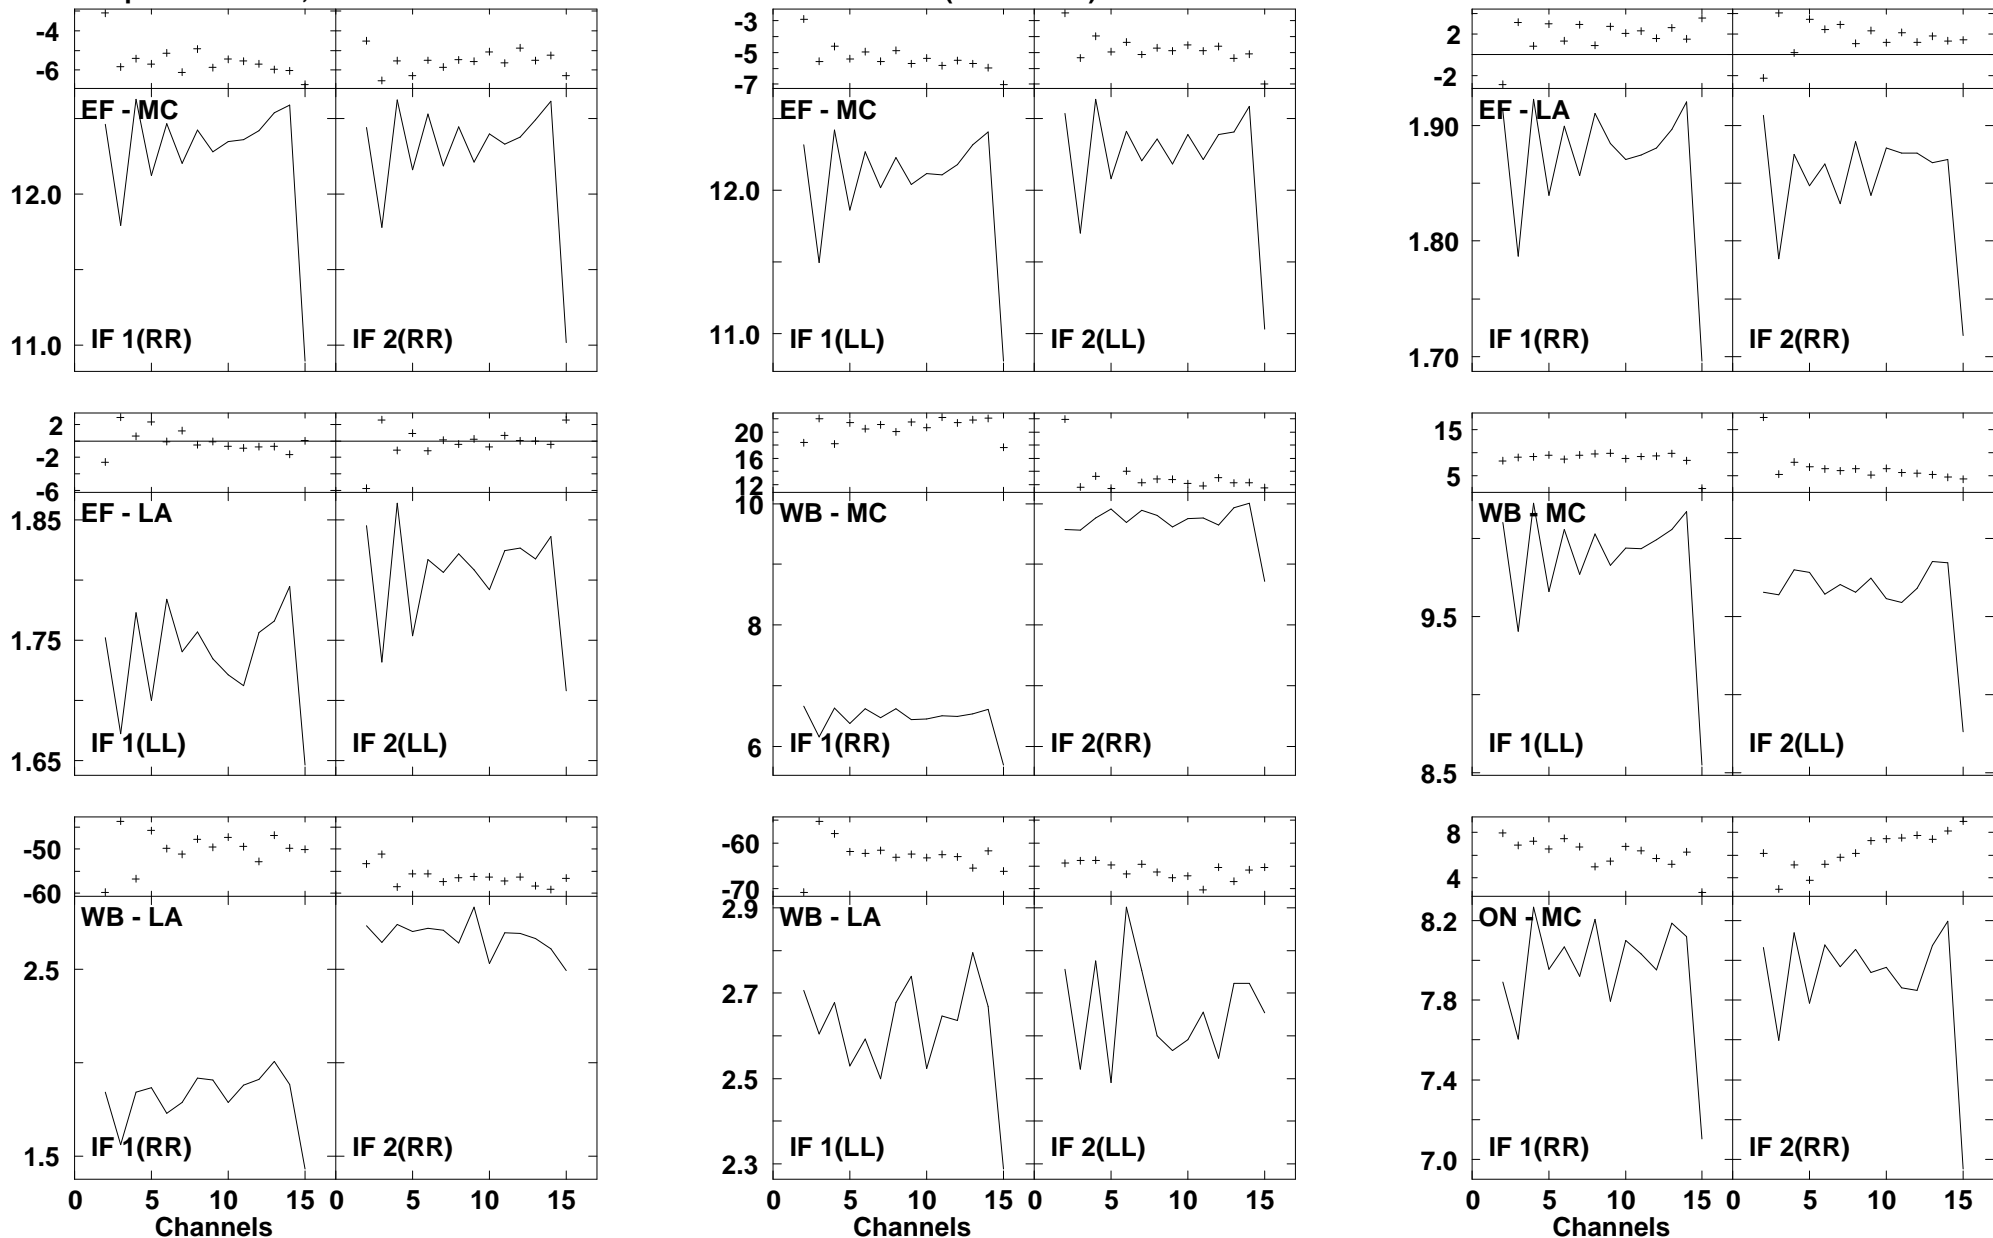 -4
-6
EF - MC
12.0
11.0
IF 1(RR)
IF 2(RR)
-3
-5
-7
EF - MC
12.0
11.0
IF 1(LL)
IF 2(LL)
2
-2
EF - LA
1.90
1.80
1.70
IF 1(RR)
IF 2(RR)
2
-2
-6
EF - LA
1.85
1.75
1.65
IF 1(LL)
IF 2(LL)
20
16
12
10
WB - MC
8
6
IF 1(RR)
IF 2(RR)
15
5
WB - MC
9.5
8.5
IF 1(LL)
IF 2(LL)
-50
-60
WB - LA
2.5
1.5
IF 1(RR)
IF 2(RR)
0 5 10 15 0 5 10 15
Channels
-60
-70
2.9
WB - LA
2.7
2.5
2.3
IF 1(LL)
IF 2(LL)
0 5 10 15 0 5 10 15
8
4
ON - MC
8.2
7.8
7.4
7.0
IF 1(RR)
IF 2(RR)
0 5 10 15 0 5 10 15
Channels